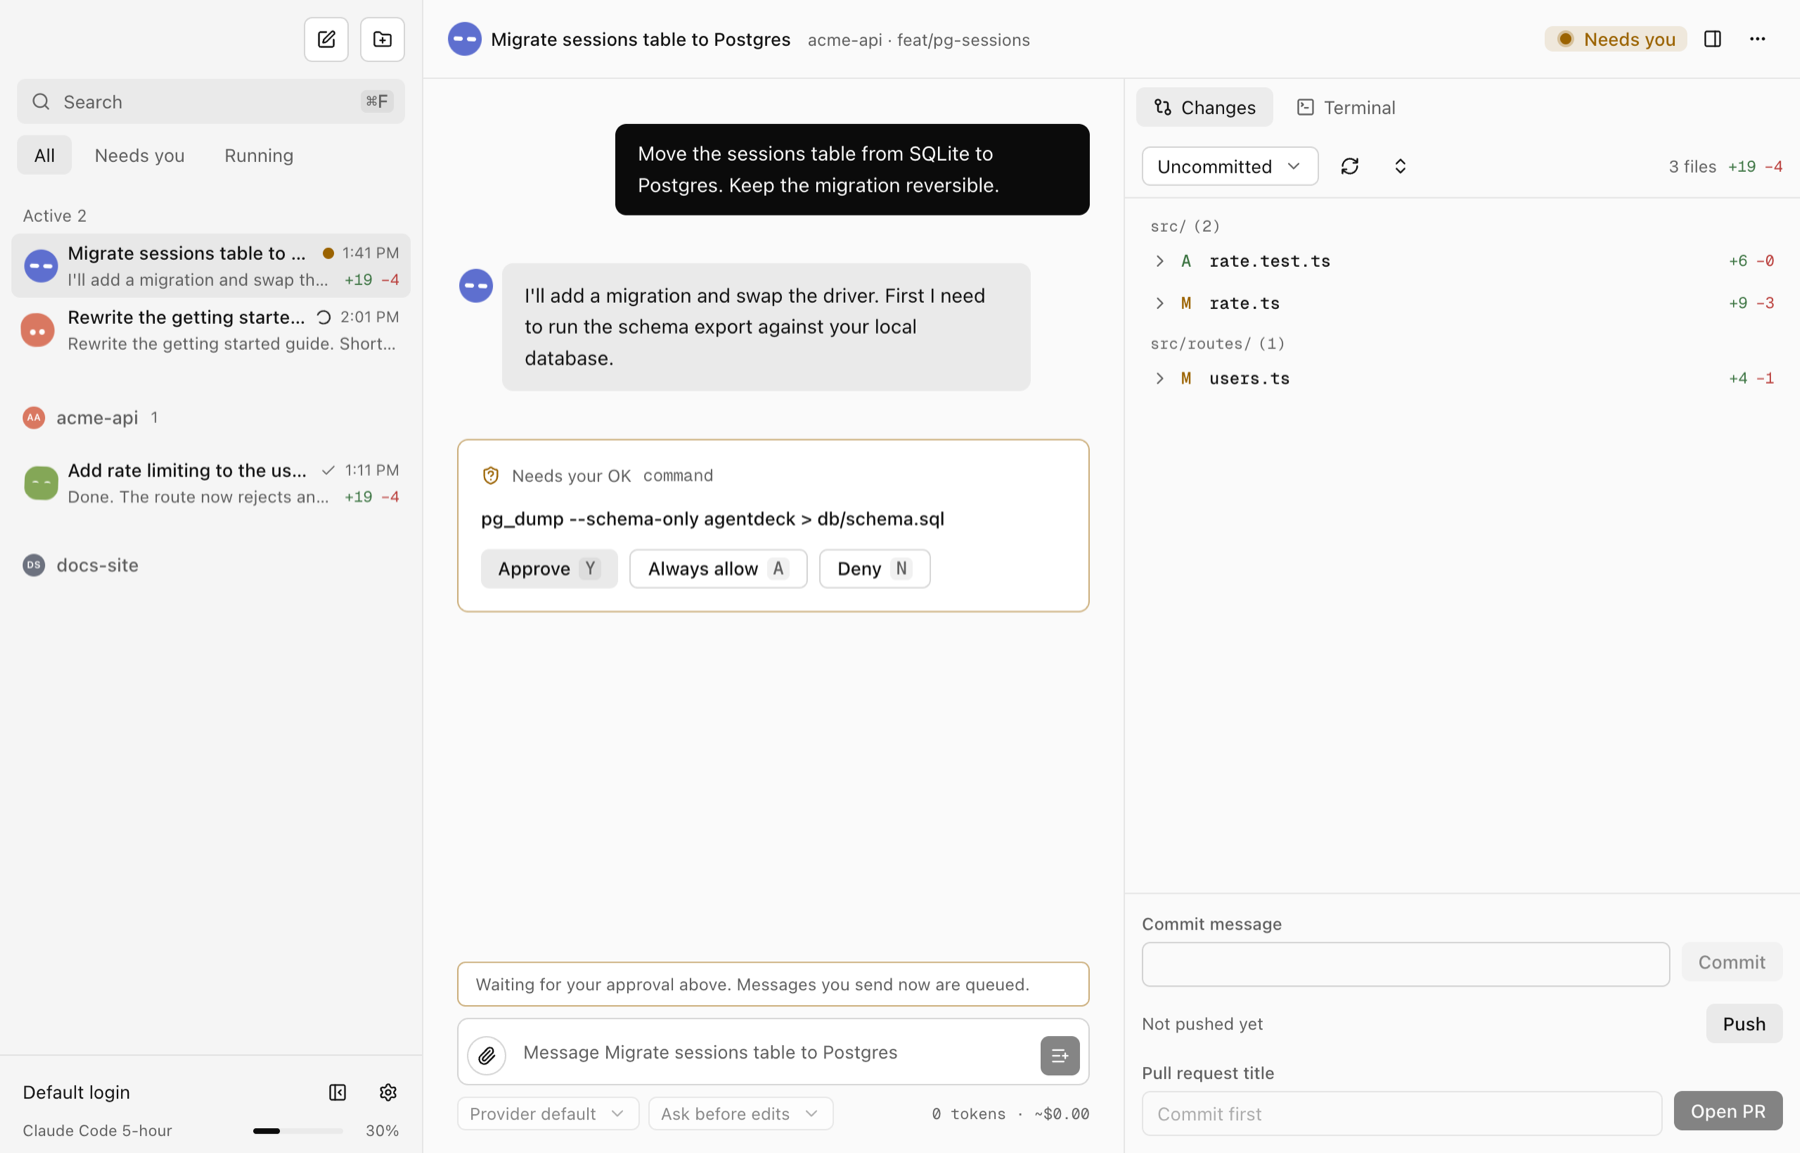 Search ⌘F
All Needs you Running
Active 2
Migrate sessions table to ... 1:41 PM
I'll add a migration and swap th... +19 −4
Rewrite the getting starte... 2:01 PM
Rewrite the getting started guide. Short...
AA acme-api 1
Add rate limiting to the us... 1:11 PM
Done. The route now rejects an... +19 −4
DS docs-site
Default login
Claude Code 5-hour 30%
Migrate sessions table to Postgres acme-api · feat/pg-sessions
Needs you
Move the sessions table from SQLite to
Postgres. Keep the migration reversible.
I'll add a migration and swap the driver. First I need
to run the schema export against your local
database.
Needs your OK command
pg_dump --schema-only agentdeck > db/schema.sql
Approve Y Always allow A Deny N
Waiting for your approval above. Messages you send now are queued.
Message Migrate sessions table to Postgres
Provider default Ask before edits 0 tokens · ~$0.00
Changes Terminal
Uncommitted 3 files +19 −4
src/ (2)
A rate.test.ts +6 −0
M rate.ts +9 −3
src/routes/ (1)
M users.ts +4 −1
Commit message
Commit
Not pushed yet Push
Pull request title
Commit first Open PR